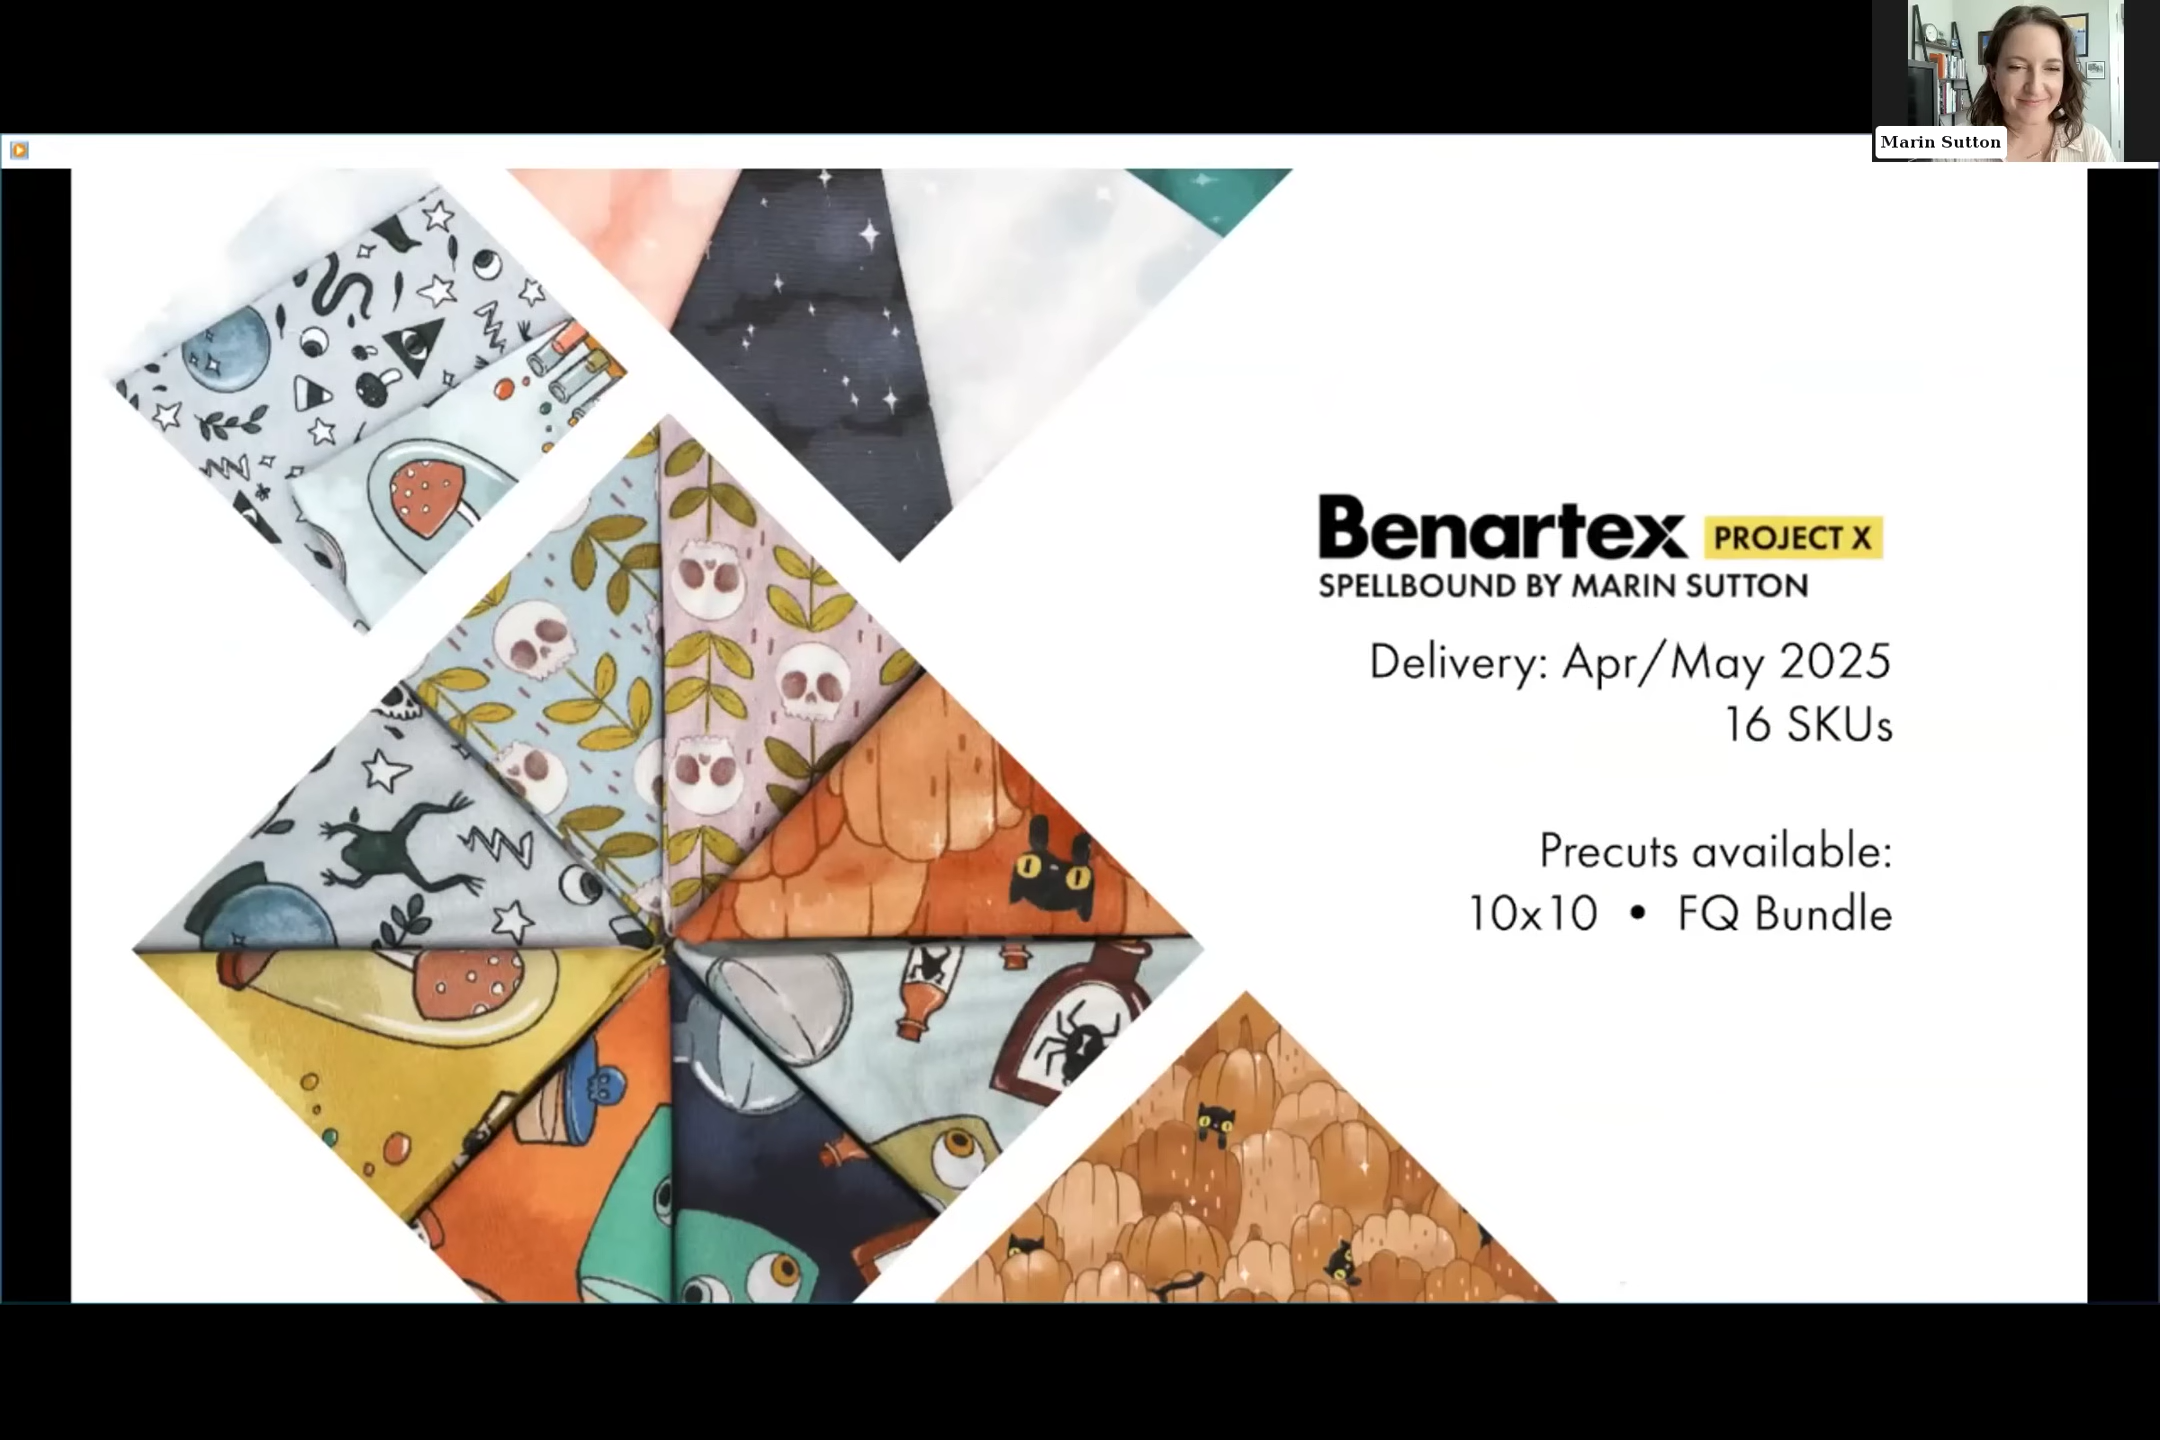 Marin Sutton
Benartex PROJECT X
SPELLBOUND BY MARIN SUTTON
Delivery: Apr/May 2025
16 SKUs
Precuts available:
10x10 • FQ Bundle